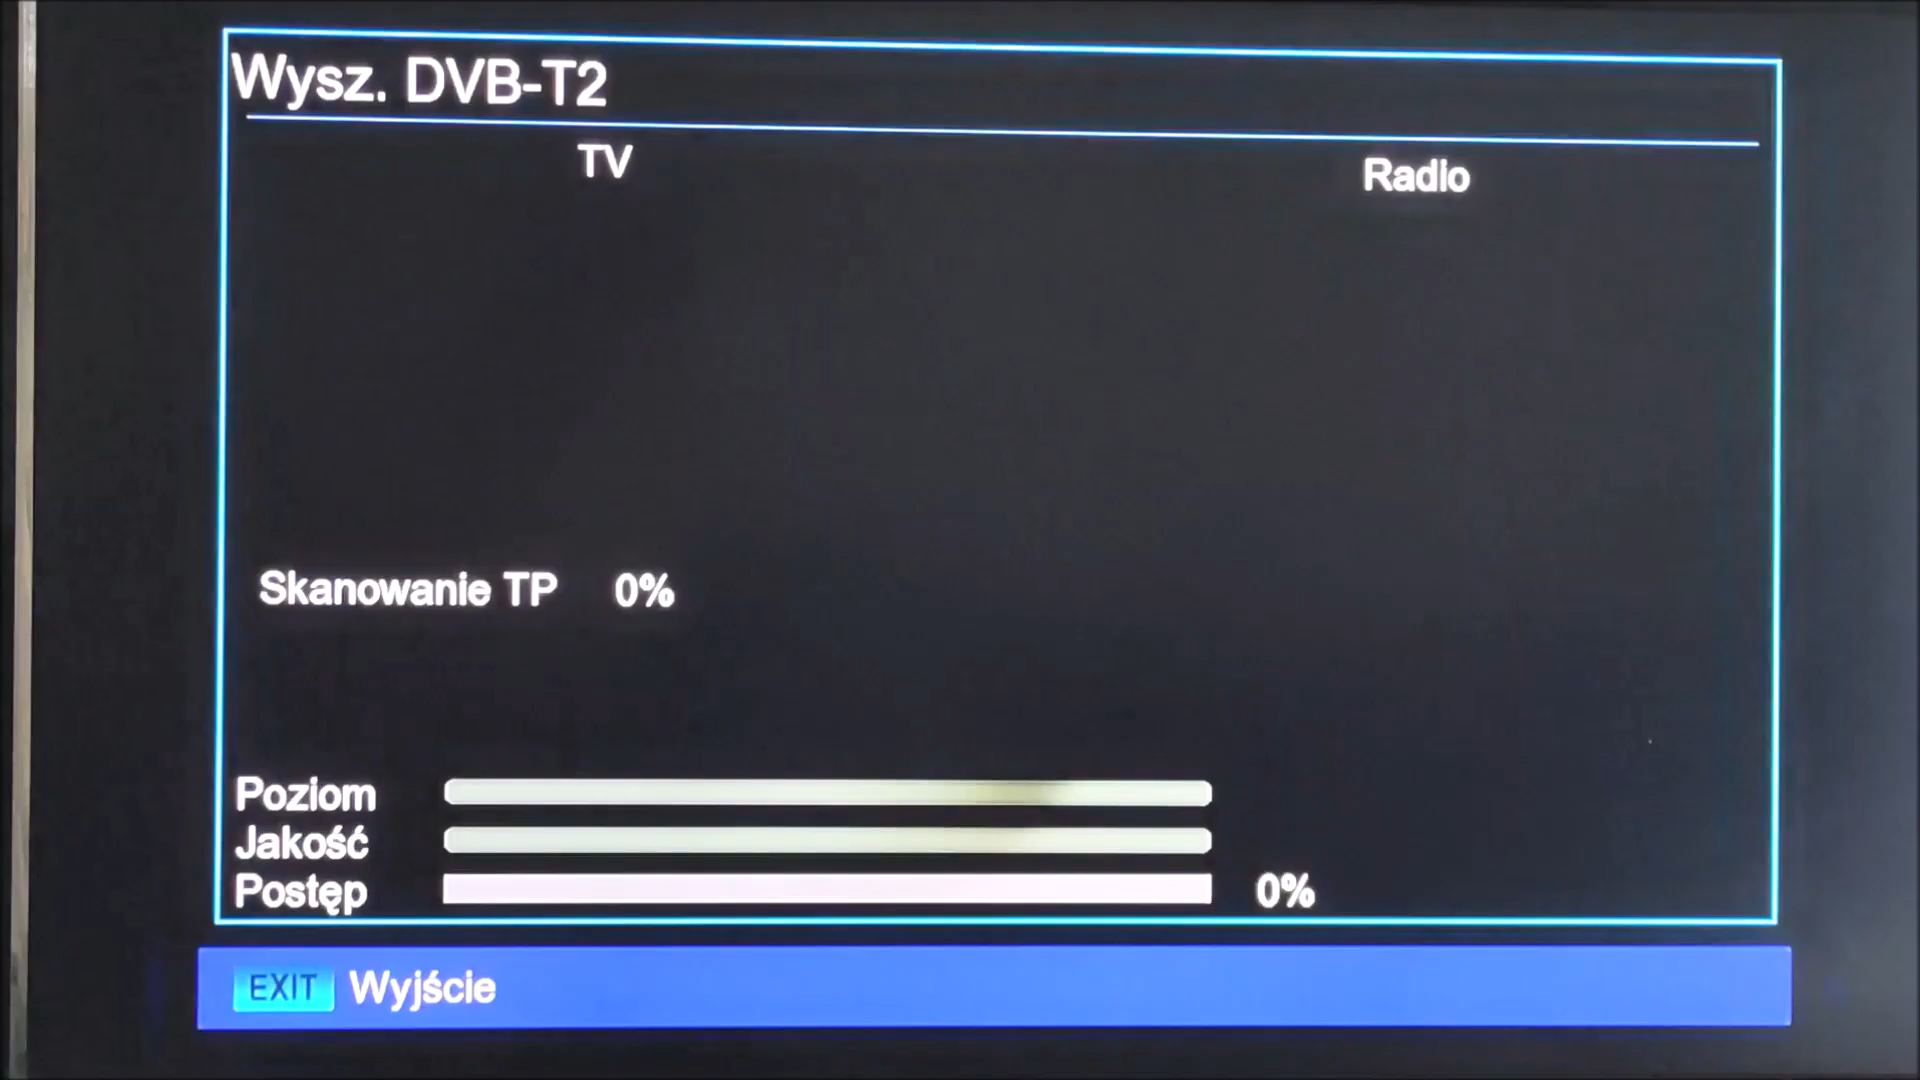 Wysz. DVB-T2
TV Radio
Skanowanie TP 0%
Poziom
Jakość
Postęp 0%
EXIT Wyjście